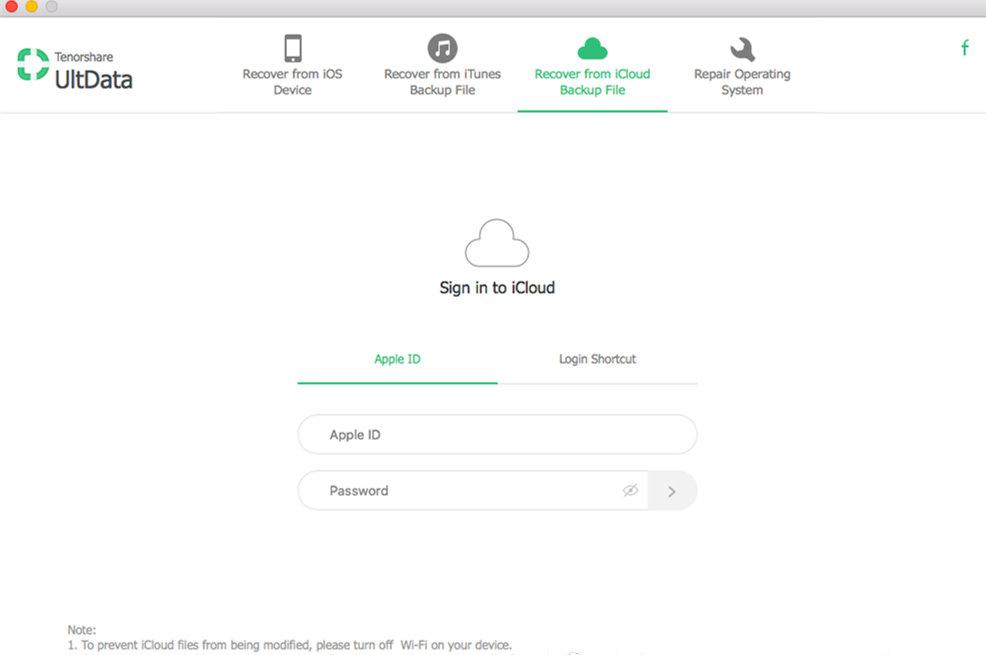 Tenorshare
UltData
Recover from iOS
Device
Recover from iTunes
Backup File
Recover from iCloud
Backup File
Repair Operating
System
f
Sign in to iCloud
Apple ID
Login Shortcut
Apple ID
Password
Note:
1. To prevent iCloud files from being modified, please turn off Wi-Fi on your device.